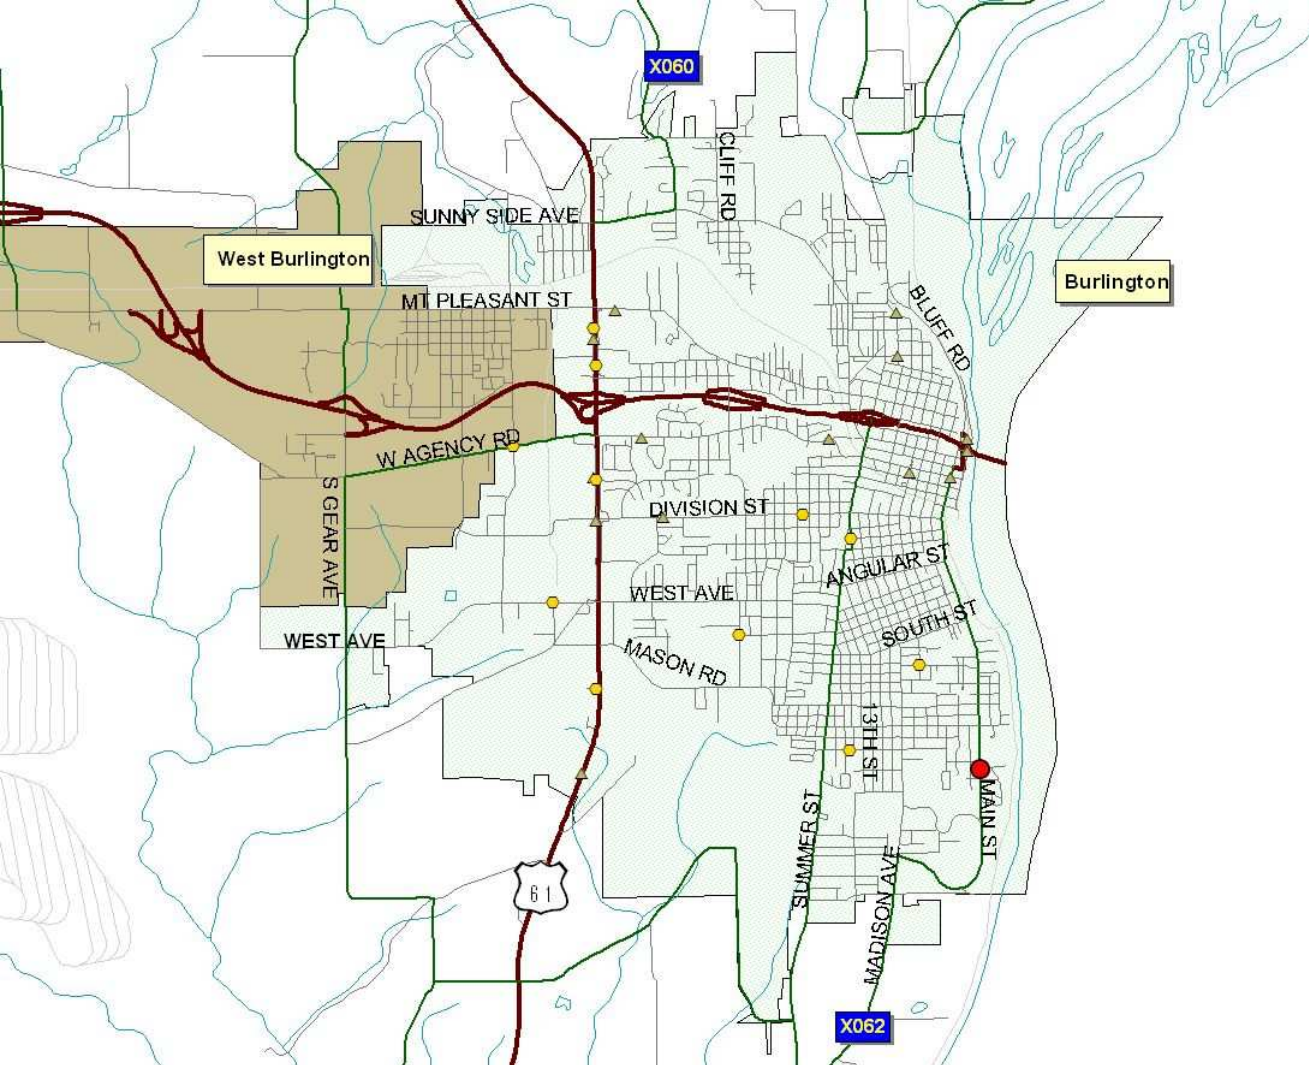 X060
CLIFF RD
SUNNY SIDE AVE
West Burlington
Burlington
MT PLEASANT ST
BLUFF RD
W AGENCY RD
S GEAR AVE
DIVISION ST
ANGULAR ST
WEST AVE
SOUTH ST
WEST AVE
MASON RD
13TH ST
MAIN ST
SUMMER ST
MADISON AVE
61
X062